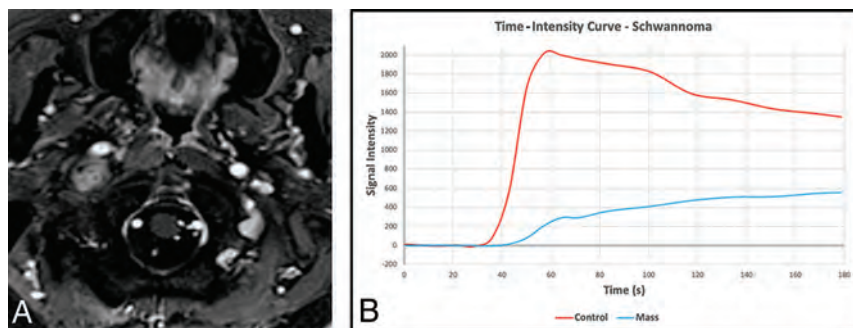 A
B
Time - Intensity Curve - Schwannoma
Signal Intensity
2000
1800
1600
1400
1200
1000
800
600
400
200
0
-200
0 20 40 60 80 100 120 140 160 180
Time (s)
Control Mass